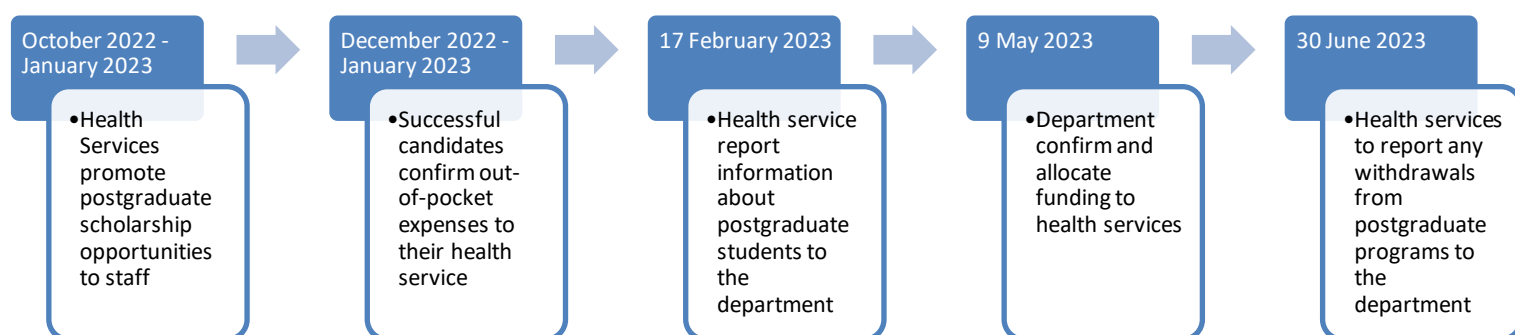 October 2022 -
January 2023
•Health
Services
promote
postgraduate
scholarship
opportunities
to staff
December 2022 -
January 2023
•Successful
candidates
confirm out-
of-pocket
expenses to
their health
service
17 February 2023
•Health service
report
information
about
postgraduate
students to
the
department
9 May 2023
•Department
confirm and
allocate
funding to
health services
30 June 2023
•Health services
to report any
withdrawals
from
postgraduate
programs to
the
department